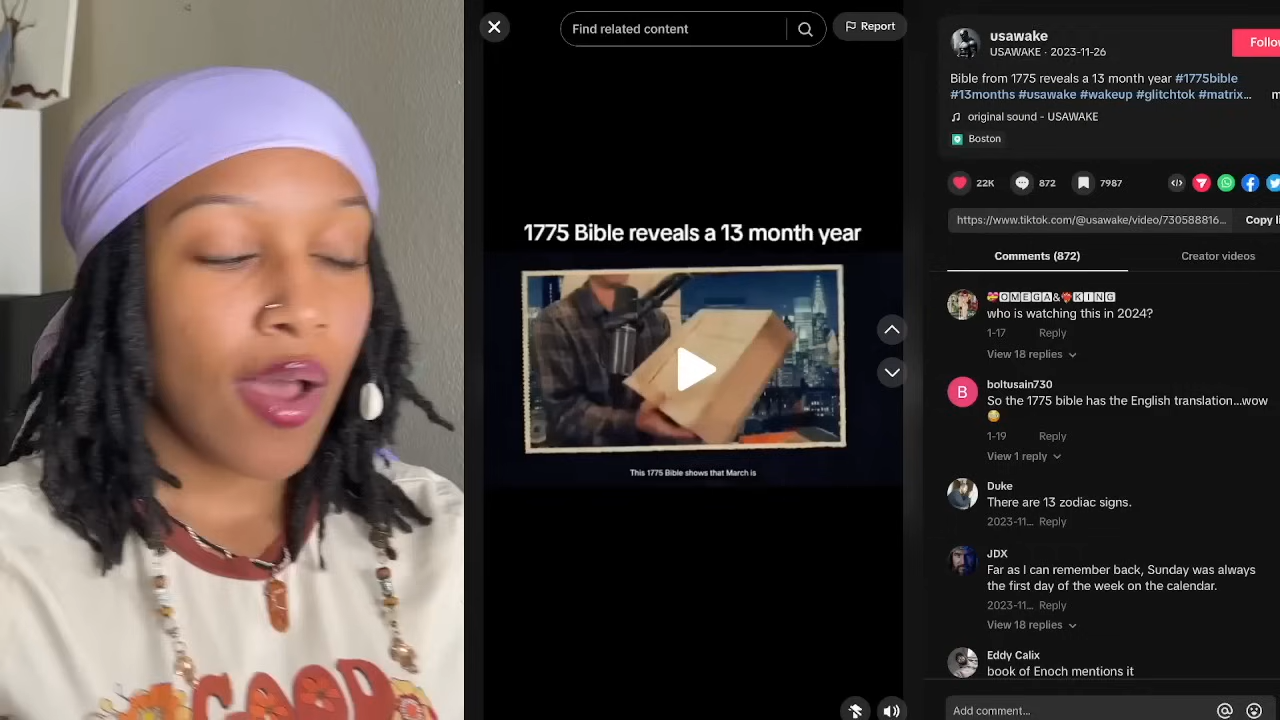 Find related content
Report
1775 Bible reveals a 13 month year
This 1775 Bible shows that March is
usawake
USAWAKE · 2023-11-26
Follo
Bible from 1775 reveals a 13 month year #1775bible
#13months #usawake #wakeup #glitchtok #matrix... m
original sound - USAWAKE
Boston
22K 872 7987
https://www.tiktok.com/@usawake/video/730588816... Copy li
Comments (872) Creator videos
OMEGA&KING
who is watching this in 2024?
1-17 Reply
View 18 replies
B
boltusain730
So the 1775 bible has the English translation...wow
1-19 Reply
View 1 reply
Duke
There are 13 zodiac signs.
2023-11... Reply
JDX
Far as I can remember back, Sunday was always
the first day of the week on the calendar.
2023-11... Reply
View 18 replies
Eddy Calix
book of Enoch mentions it
Add comment...
GOOD